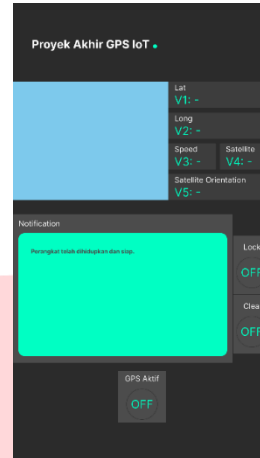 Proyek Akhir GPS IoT
Lat
V1: -
Long
V2: -
Speed
V3: -
Satellite
V4: -
Satellite Orientation
V5: -
Notification
Perangkat telah dihidupkan dan siap.
Lock
OFF
Clea
OFF
GPS Aktif
OFF